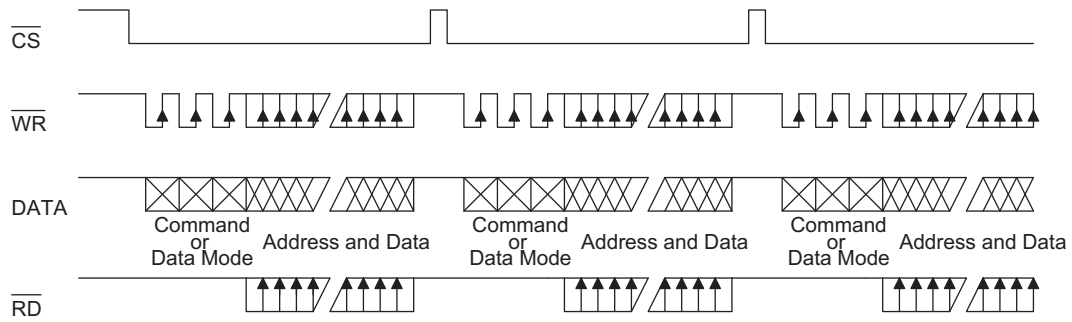 CS
WR
DATA
Command
or
Data Mode
Address and Data
Command
or
Data Mode
Address and Data
Command
or
Data Mode
Address and Data
RD